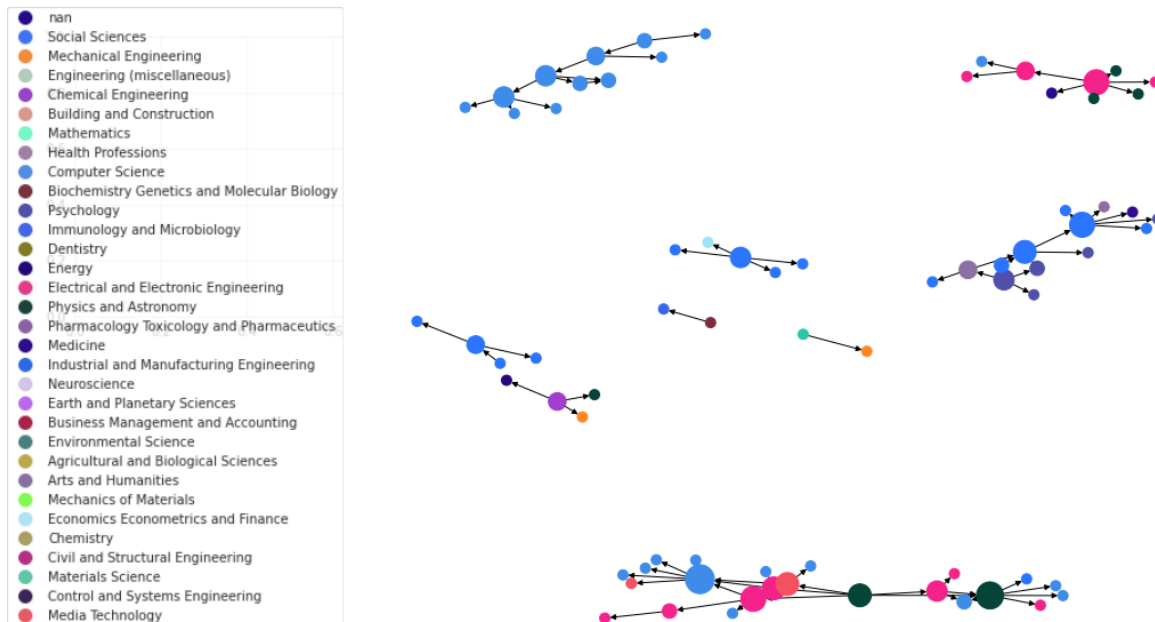 nan
Social Sciences
Mechanical Engineering
Engineering (miscellaneous)
Chemical Engineering
Building and Construction
Mathematics
Health Professions
Computer Science
Biochemistry Genetics and Molecular Biology
Psychology
Immunology and Microbiology
Dentistry
Energy
Electrical and Electronic Engineering
Physics and Astronomy
Pharmacology Toxicology and Pharmaceutics
Medicine
Industrial and Manufacturing Engineering
Neuroscience
Earth and Planetary Sciences
Business Management and Accounting
Environmental Science
Agricultural and Biological Sciences
Arts and Humanities
Mechanics of Materials
Economics Econometrics and Finance
Chemistry
Civil and Structural Engineering
Materials Science
Control and Systems Engineering
Media Technology